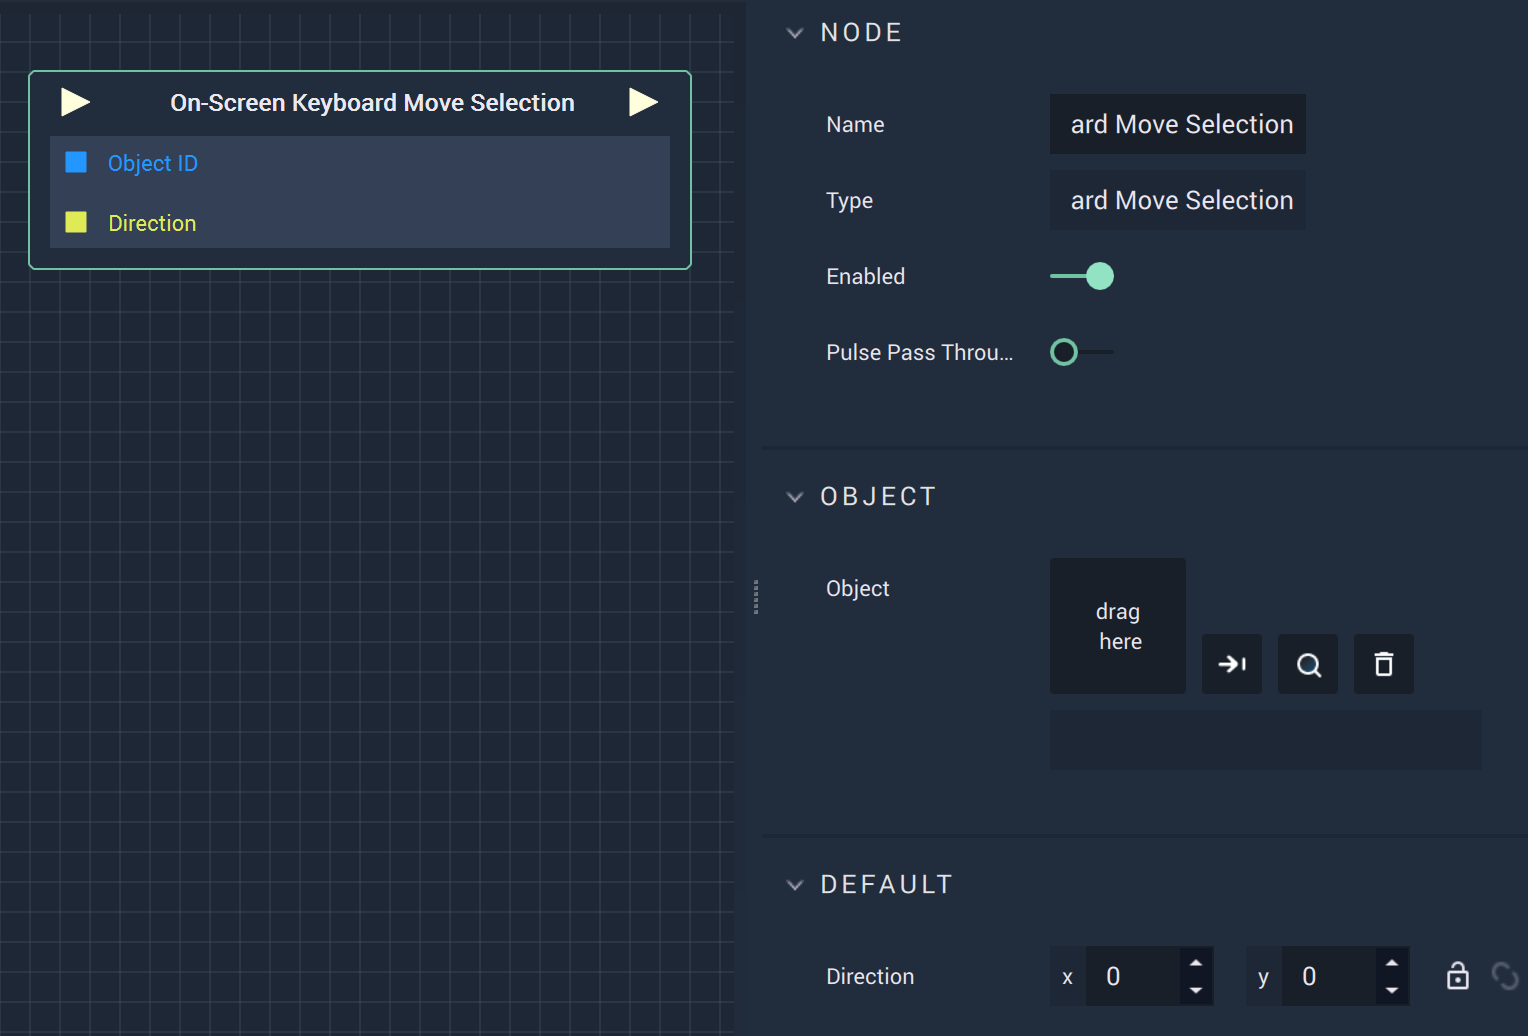 On-Screen Keyboard Move Selection
Object ID
Direction
NODE
Name
ard Move Selection
Type
ard Move Selection
Enabled
Pulse Pass Throu...
OBJECT
Object
drag
here
DEFAULT
Direction
x 0
y 0